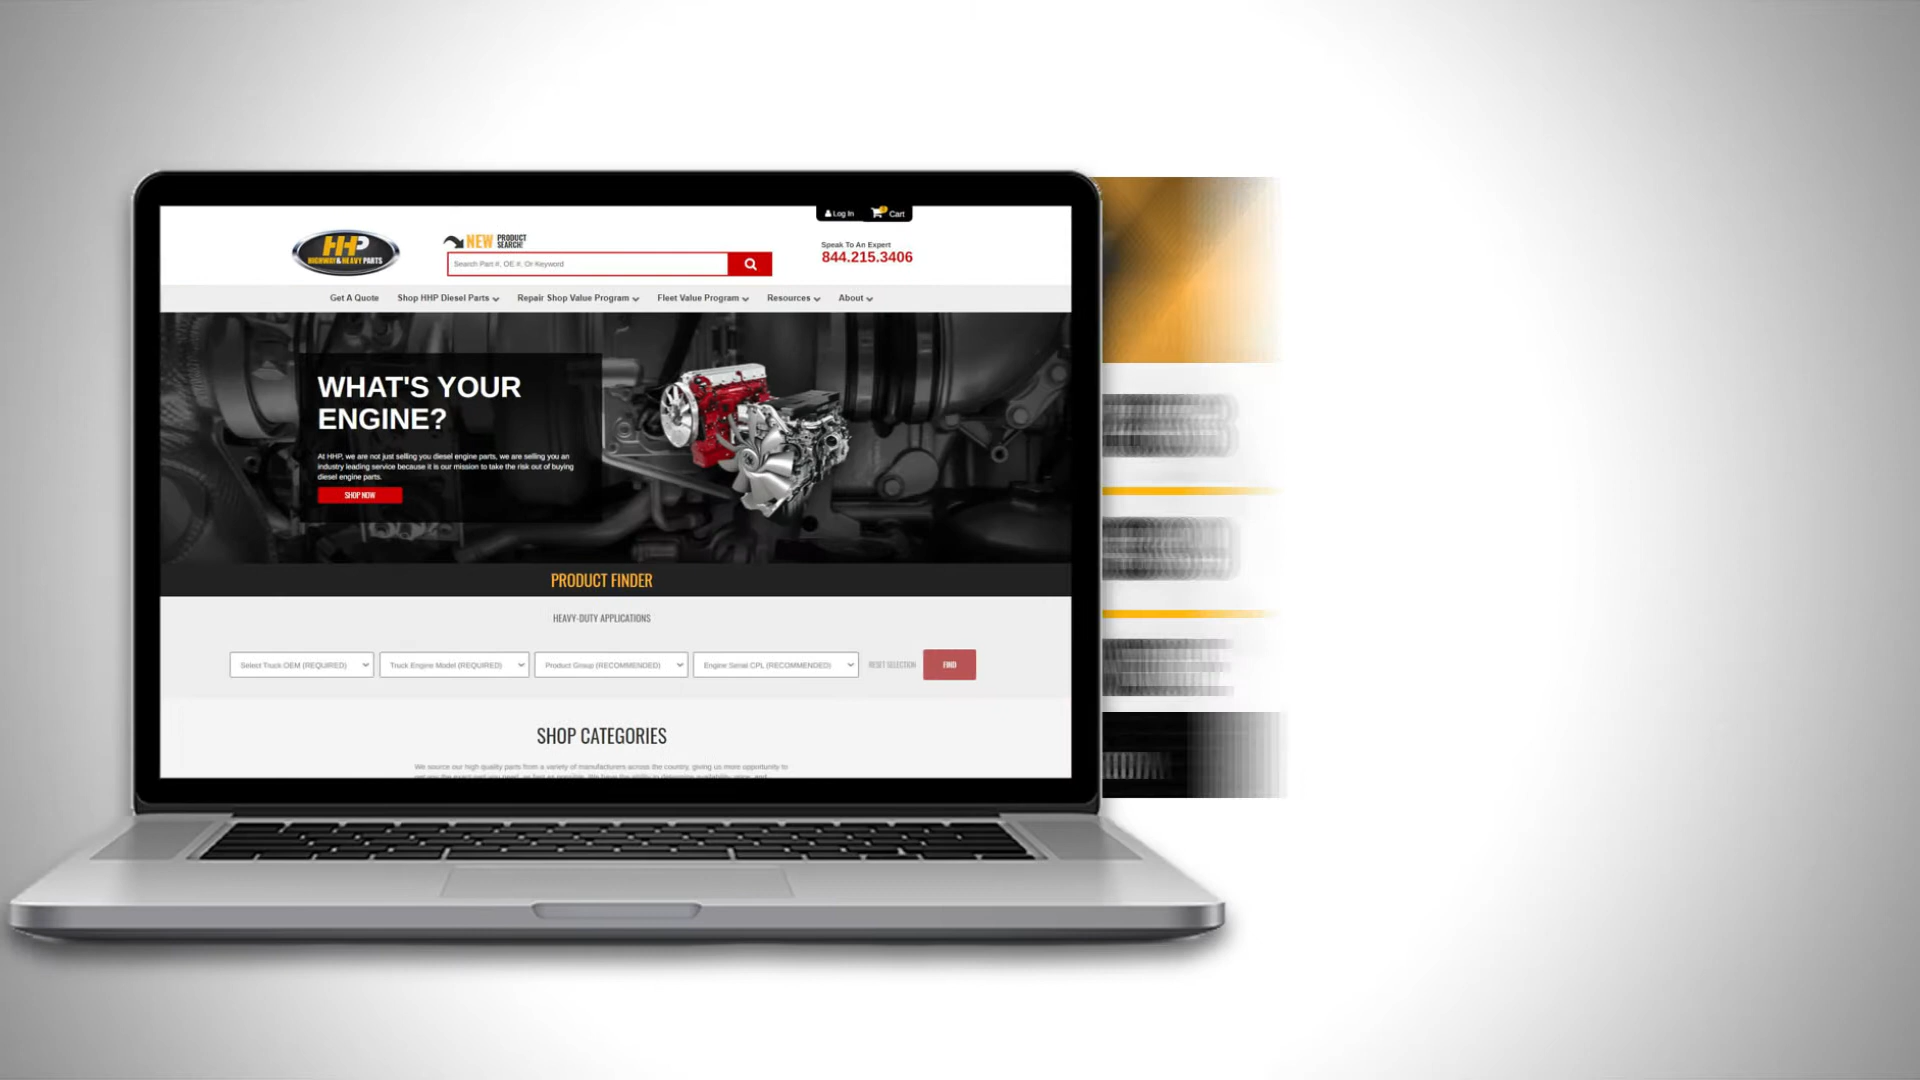 Log In
Cart
HHP
HIGHWAY & HEAVY PARTS
NEW PRODUCT
SEARCH!
Speak To An Expert
844.215.3406
Search Part #, OE #, Or Keyword
Get A Quote
Shop HHP Diesel Parts
Repair Shop Value Program
Fleet Value Program
Resources
About
WHAT'S YOUR
ENGINE?
At HHP, we are not just selling you diesel engine parts, we are selling you an
industry leading service because it is our mission to take the risk out of buying
diesel engine parts.
SHOP NOW
PRODUCT FINDER
HEAVY-DUTY APPLICATIONS
Select Truck OEM (REQUIRED)
Truck Engine Model (REQUIRED)
Product Group (RECOMMENDED)
Engine Serial CPL (RECOMMENDED)
RESET SELECTION
FIND
SHOP CATEGORIES
We source our high quality parts from a variety of manufacturers across the country, giving us more opportunity to